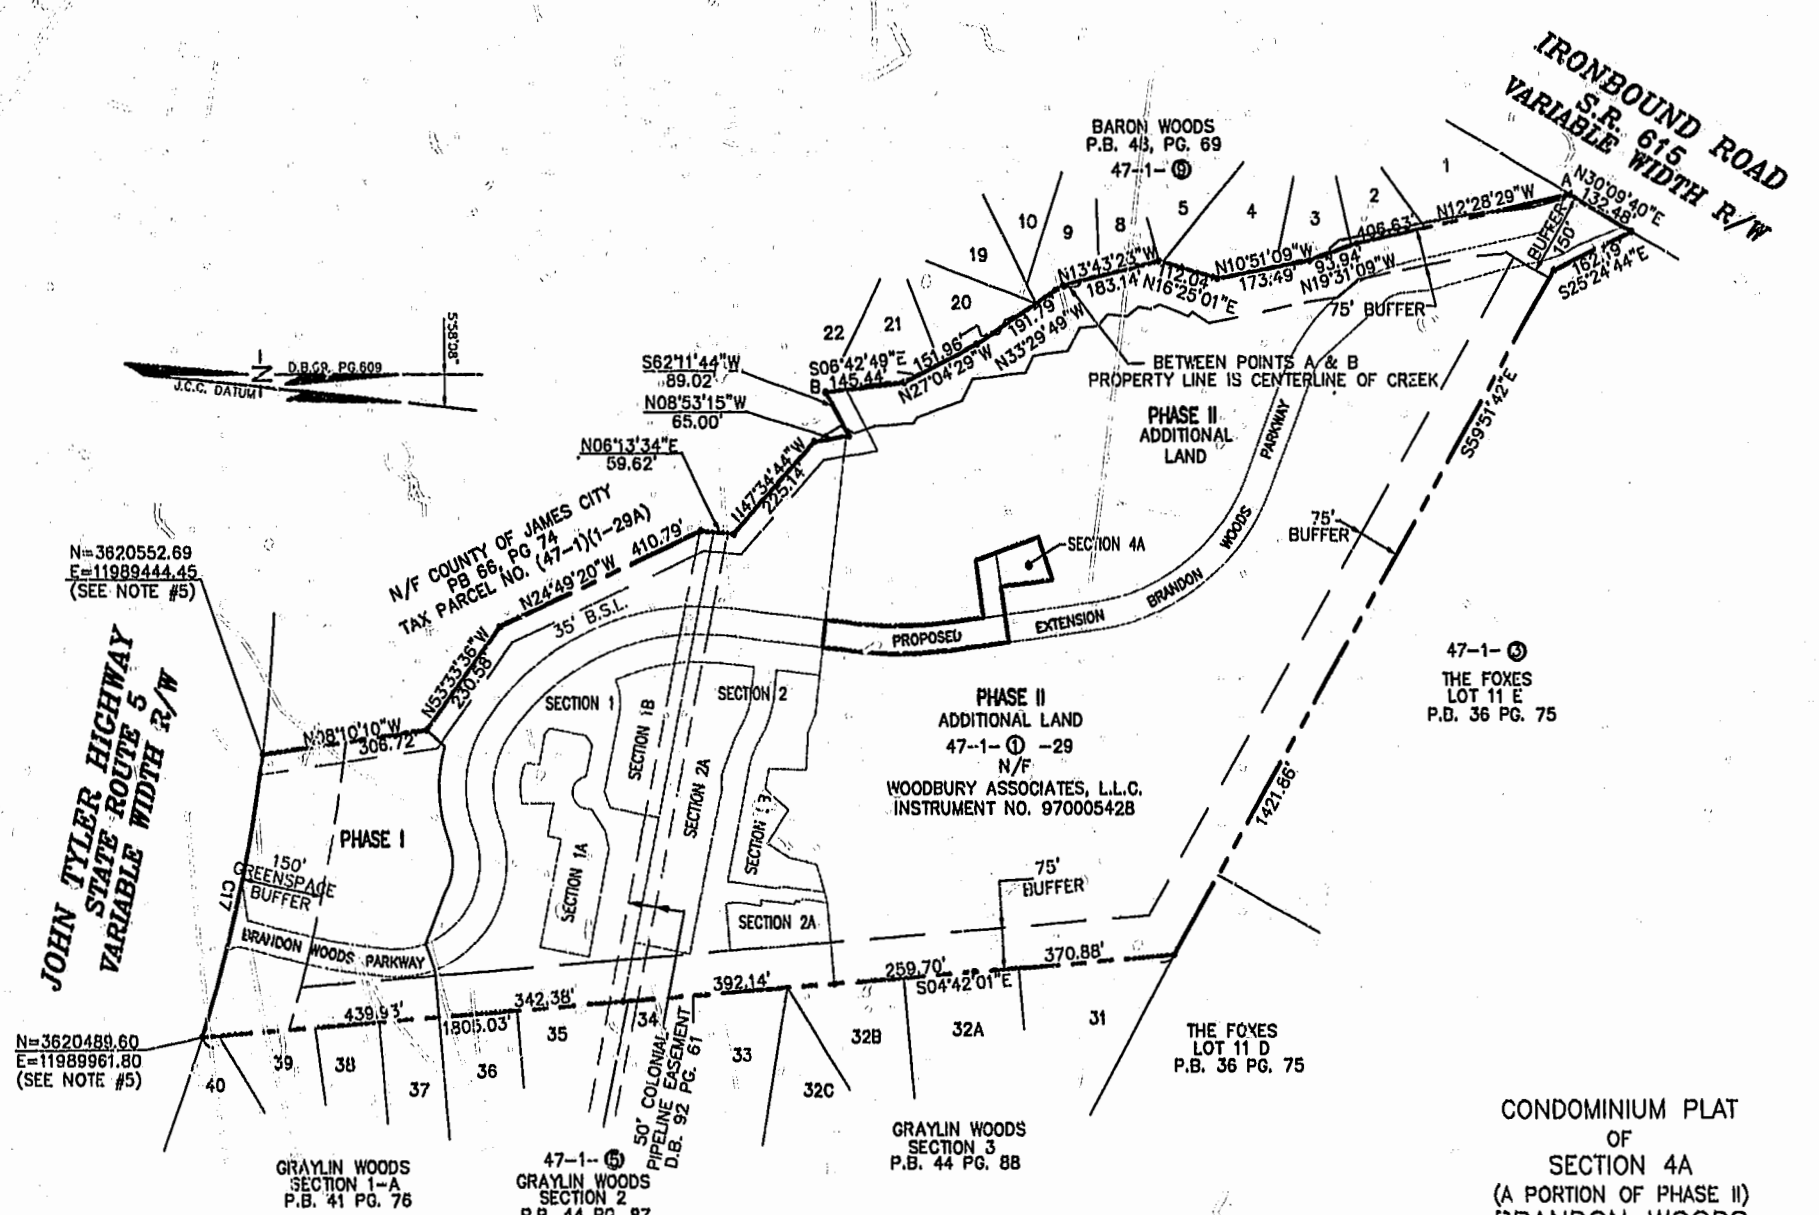 IRONBOUND ROAD
S.R. 615
VARIABLE WIDTH R/W
BARON WOODS
P.B. 43, PG. 69
47-1- 9
1
2
3
4
5
8
9
10
19
20
21
22
A
N30°09'40"E
132.48'
BUFFER
150'
162.79'
S25°24'44"E
N12°28'29"W
406.63'
93.94'
N19°31'09"W
N10°51'09"W
173.49'
112.04'
N16°25'01"E
N13°43'23"W
183.14'
191.79'
N33°29'49"W
151.96'
N27°04'29"W
S06°42'49"E
145.44'
B
S62°11'44"W
89.02'
N08°53'15"W
65.00'
N06°13'34"E
59.62'
N47°34'44"W
225.14'
75' BUFFER
BETWEEN POINTS A & B
PROPERTY LINE IS CENTERLINE OF CREEK
5°58'08"
N
D.B.69, PG.609
J.C.C. DATUM
PHASE II
ADDITIONAL
LAND
S59°51'42"E
1421.66'
75'
BUFFER
PROPOSED
EXTENSION
BRANDON
WOODS
PARKWAY
SECTION 4A
N/F COUNTY OF JAMES CITY
PB 66, PG 74
TAX PARCEL NO. (47-1)(1-29A)
N24°49'20"W
410.79'
35' B.S.L.
N53°33'36"W
230.58'
N=3620552.69
E=11989444.45
(SEE NOTE #5)
JOHN TYLER HIGHWAY
STATE ROUTE 5
VARIABLE WIDTH R/W
N08°10'10"W
306.72'
PHASE I
150'
GREENSPACE
BUFFER
C17
BRANDON WOODS PARKWAY
SECTION 1
SECTION 1B
SECTION 2
SECTION 2A
SECTION 1A
SECTION 2A
PHASE II
ADDITIONAL LAND
47-1- 1 -29
N/F
WOODBURY ASSOCIATES, L.L.C.
INSTRUMENT NO. 970005428
47-1- 3
THE FOXES
LOT 11 E
P.B. 36 PG. 75
75'
BUFFER
439.93'
1805.03'
342.38'
392.14'
259.70'
S04°42'01"E
370.88'
N=3620489.60
E=11989961.80
(SEE NOTE #5)
40
39
38
37
36
35
34
33
32C
32B
32A
31
50' COLONIAL
PIPELINE EASEMENT
D.B. 92 PG. 61
THE FOXES
LOT 11 D
P.B. 36 PG. 75
GRAYLIN WOODS
SECTION 1-A
P.B. 41 PG. 76
47-1- 5
GRAYLIN WOODS
SECTION 2
P.B. 44 PG. 87
GRAYLIN WOODS
SECTION 3
P.B. 44 PG. 88
CONDOMINIUM PLAT
OF
SECTION 4A
(A PORTION OF PHASE II)
BRANDON WOODS